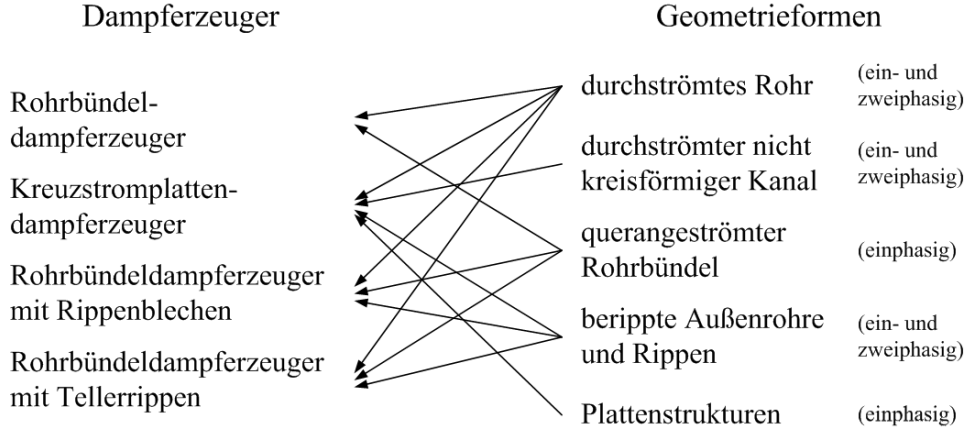 Dampferzeuger
Geometrieformen
Rohrbündel-
dampferzeuger
Kreuzstromplatten-
dampferzeuger
Rohrbündeldampferzeuger
mit Rippenblechen
Rohrbündeldampferzeuger
mit Tellerrippen
durchströmtes Rohr
(ein- und
zweiphasig)
durchströmter nicht
kreisförmiger Kanal
(ein- und
zweiphasig)
querangeströmter
Rohrbündel
(einphasig)
berippte Außenrohre
und Rippen
(ein- und
zweiphasig)
Plattenstrukturen
(einphasig)